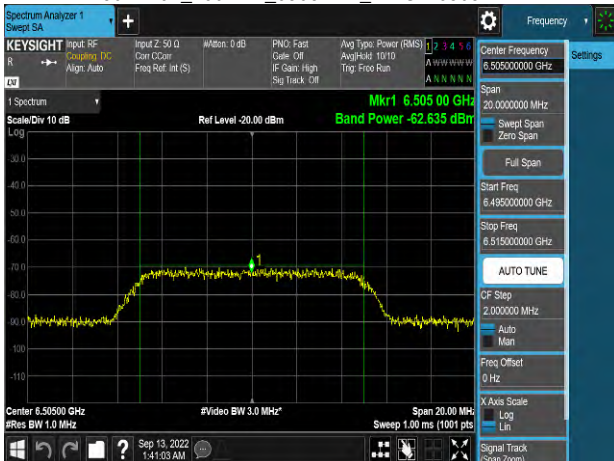 Spectrum Analyzer 1
Swept SA
+
Frequency
KEYSIGHT
R
Input: RF
Coupling: DC
Align: Auto
Input Z: 50 Ω
Corr CCorr
Freq Ref: Int (S)
#Atten: 0 dB
PNO: Fast
Gate: Off
IF Gain: High
Sig Track: Off
Avg Type: Power (RMS)
Avg|Hold: 10/10
Trig: Free Run
1 2 3 4 5 6
A W W W W W
A N N N N N
Settings
1 Spectrum
Scale/Div 10 dB
Log
Ref Level -20.00 dBm
Mkr1 6.505 00 GHz
Band Power -62.635 dBm
-30.0
-40.0
-50.0
-60.0
-70.0
-80.0
-90.0
-100
-110
1
Center 6.50500 GHz
#Res BW 1.0 MHz
#Video BW 3.0 MHz*
Span 20.00 MHz
Sweep 1.00 ms (1001 pts)
?
Sep 13, 2022
1:41:03 AM
Center Frequency
6.505000000 GHz
Span
20.0000000 MHz
Swept Span
Zero Span
Full Span
Start Freq
6.495000000 GHz
Stop Freq
6.515000000 GHz
AUTO TUNE
CF Step
2.000000 MHz
Auto
Man
Freq Offset
0 Hz
X Axis Scale
Log
Lin
Signal Track
(Span Zoom)